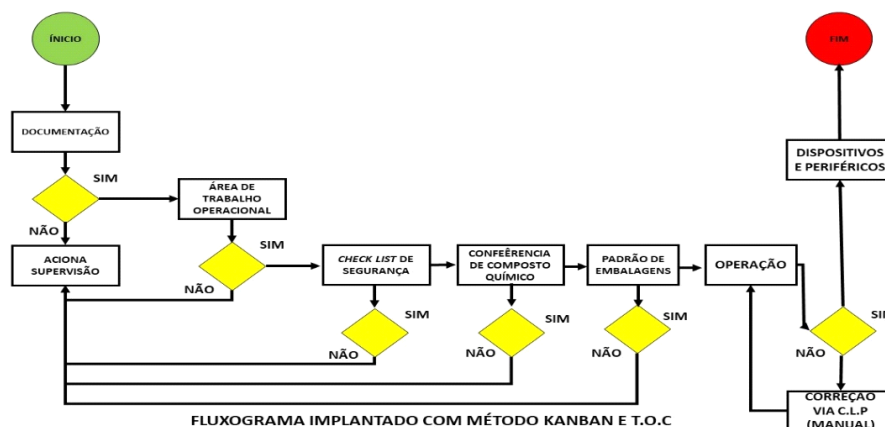 ÍNICIO
FIM
DOCUMENTAÇÃO
DISPOSITIVOS
E PERIFÉRICOS
SIM
ÁREA DE
TRABALHO
OPERACIONAL
NÃO
SIM
ACIONA
SUPERVISÃO
CHECK LIST DE
SEGURANÇA
CONFEÊRENCIA
DE COMPOSTO
QUÍMICO
PADRÃO DE
EMBALAGENS
OPERAÇÃO
NÃO
SIM
SIM
SIM
SIM
NÃO
NÃO
NÃO
NÃO
CORREÇÃO
VIA C.L.P
(MANUAL)
FLUXOGRAMA IMPLANTADO COM MÉTODO KANBAN E T.O.C